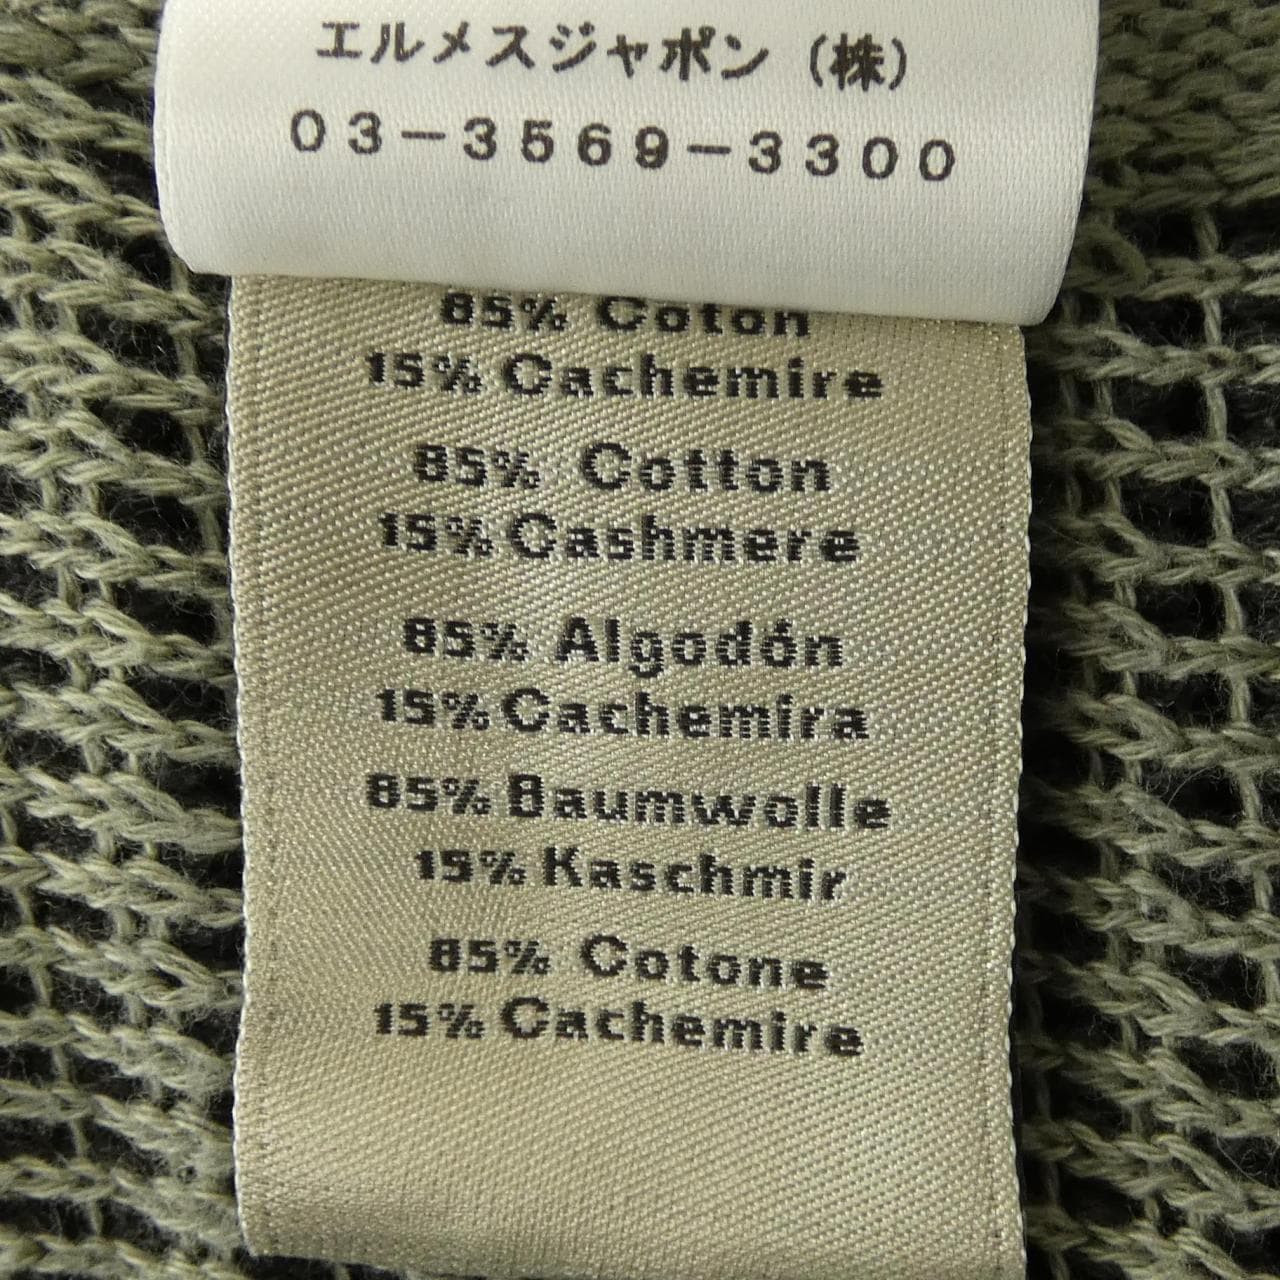 エルメスジャポン（株）
03-3569-3300
85% Coton
15% Cachemire
85% Cotton
15% Cashmere
85% Algodón
15% Cachemira
85% Baumwolle
15% Kaschmir
85% Cotone
15% Cachemire